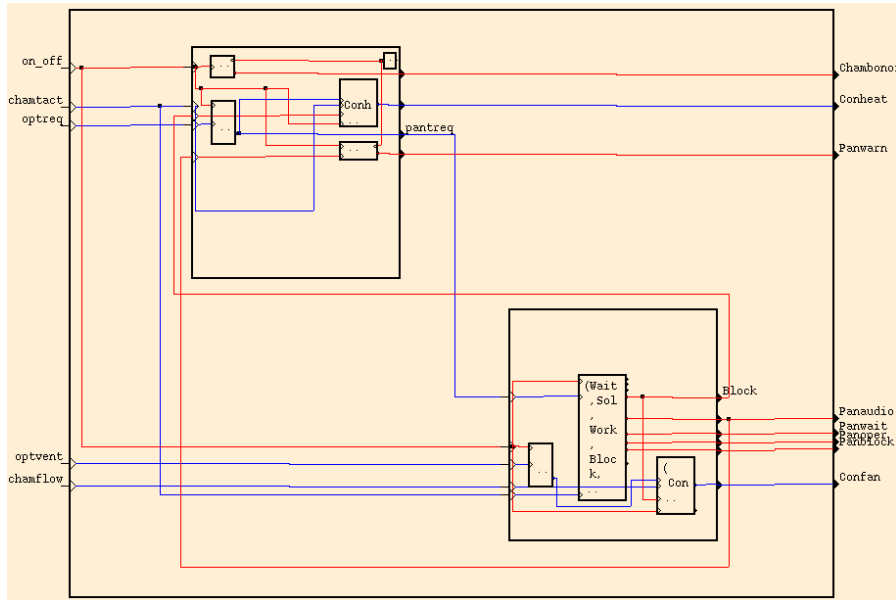 on_off
chamtact
optreq
Conh
..
pantreq
Conheat
Panwarn
Block
(Wait
,Sol
,
Work
,
Bloc
k,
..
(
Con
..
optvent
chamflow
Panaudio
Panwait
Panoper
Panblock
Confan